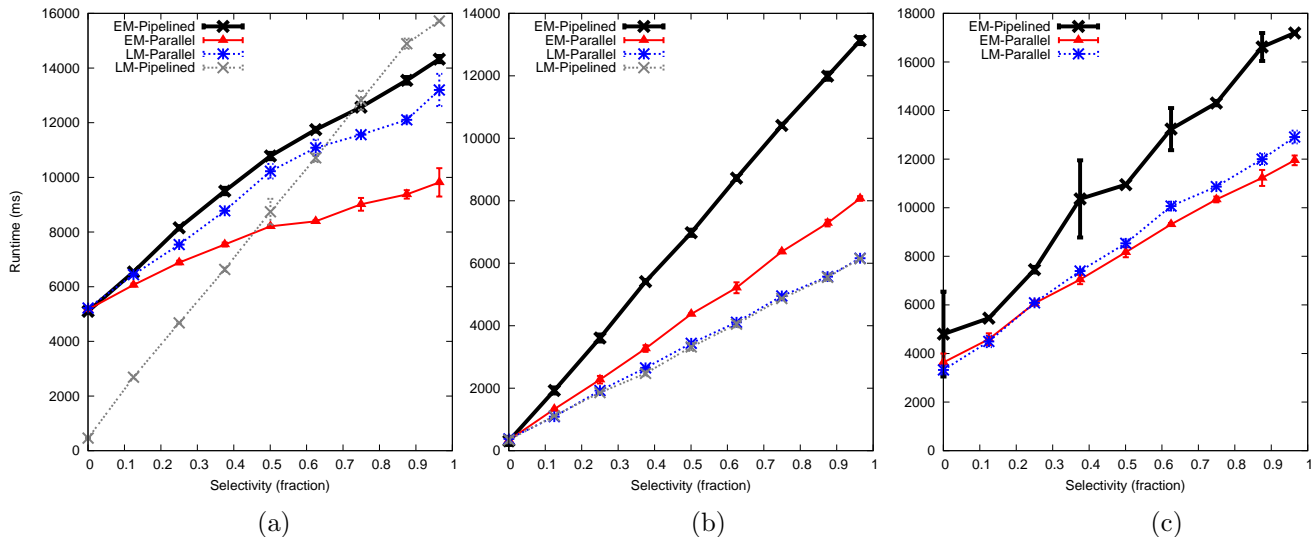 16000
14000
12000
10000
8000
6000
4000
2000
0
Runtime (ms)
EM-Pipelined
EM-Parallel
LM-Parallel
LM-Pipelined
0 0.1 0.2 0.3 0.4 0.5 0.6 0.7 0.8 0.9 1
Selectivity (fraction)
(a)
14000
12000
10000
8000
6000
4000
2000
0
EM-Pipelined
EM-Parallel
LM-Parallel
LM-Pipelined
0 0.1 0.2 0.3 0.4 0.5 0.6 0.7 0.8 0.9 1
Selectivity (fraction)
(b)
18000
16000
14000
12000
10000
8000
6000
4000
2000
0
EM-Pipelined
EM-Parallel
LM-Parallel
0 0.1 0.2 0.3 0.4 0.5 0.6 0.7 0.8 0.9 1
Selectivity (fraction)
(c)